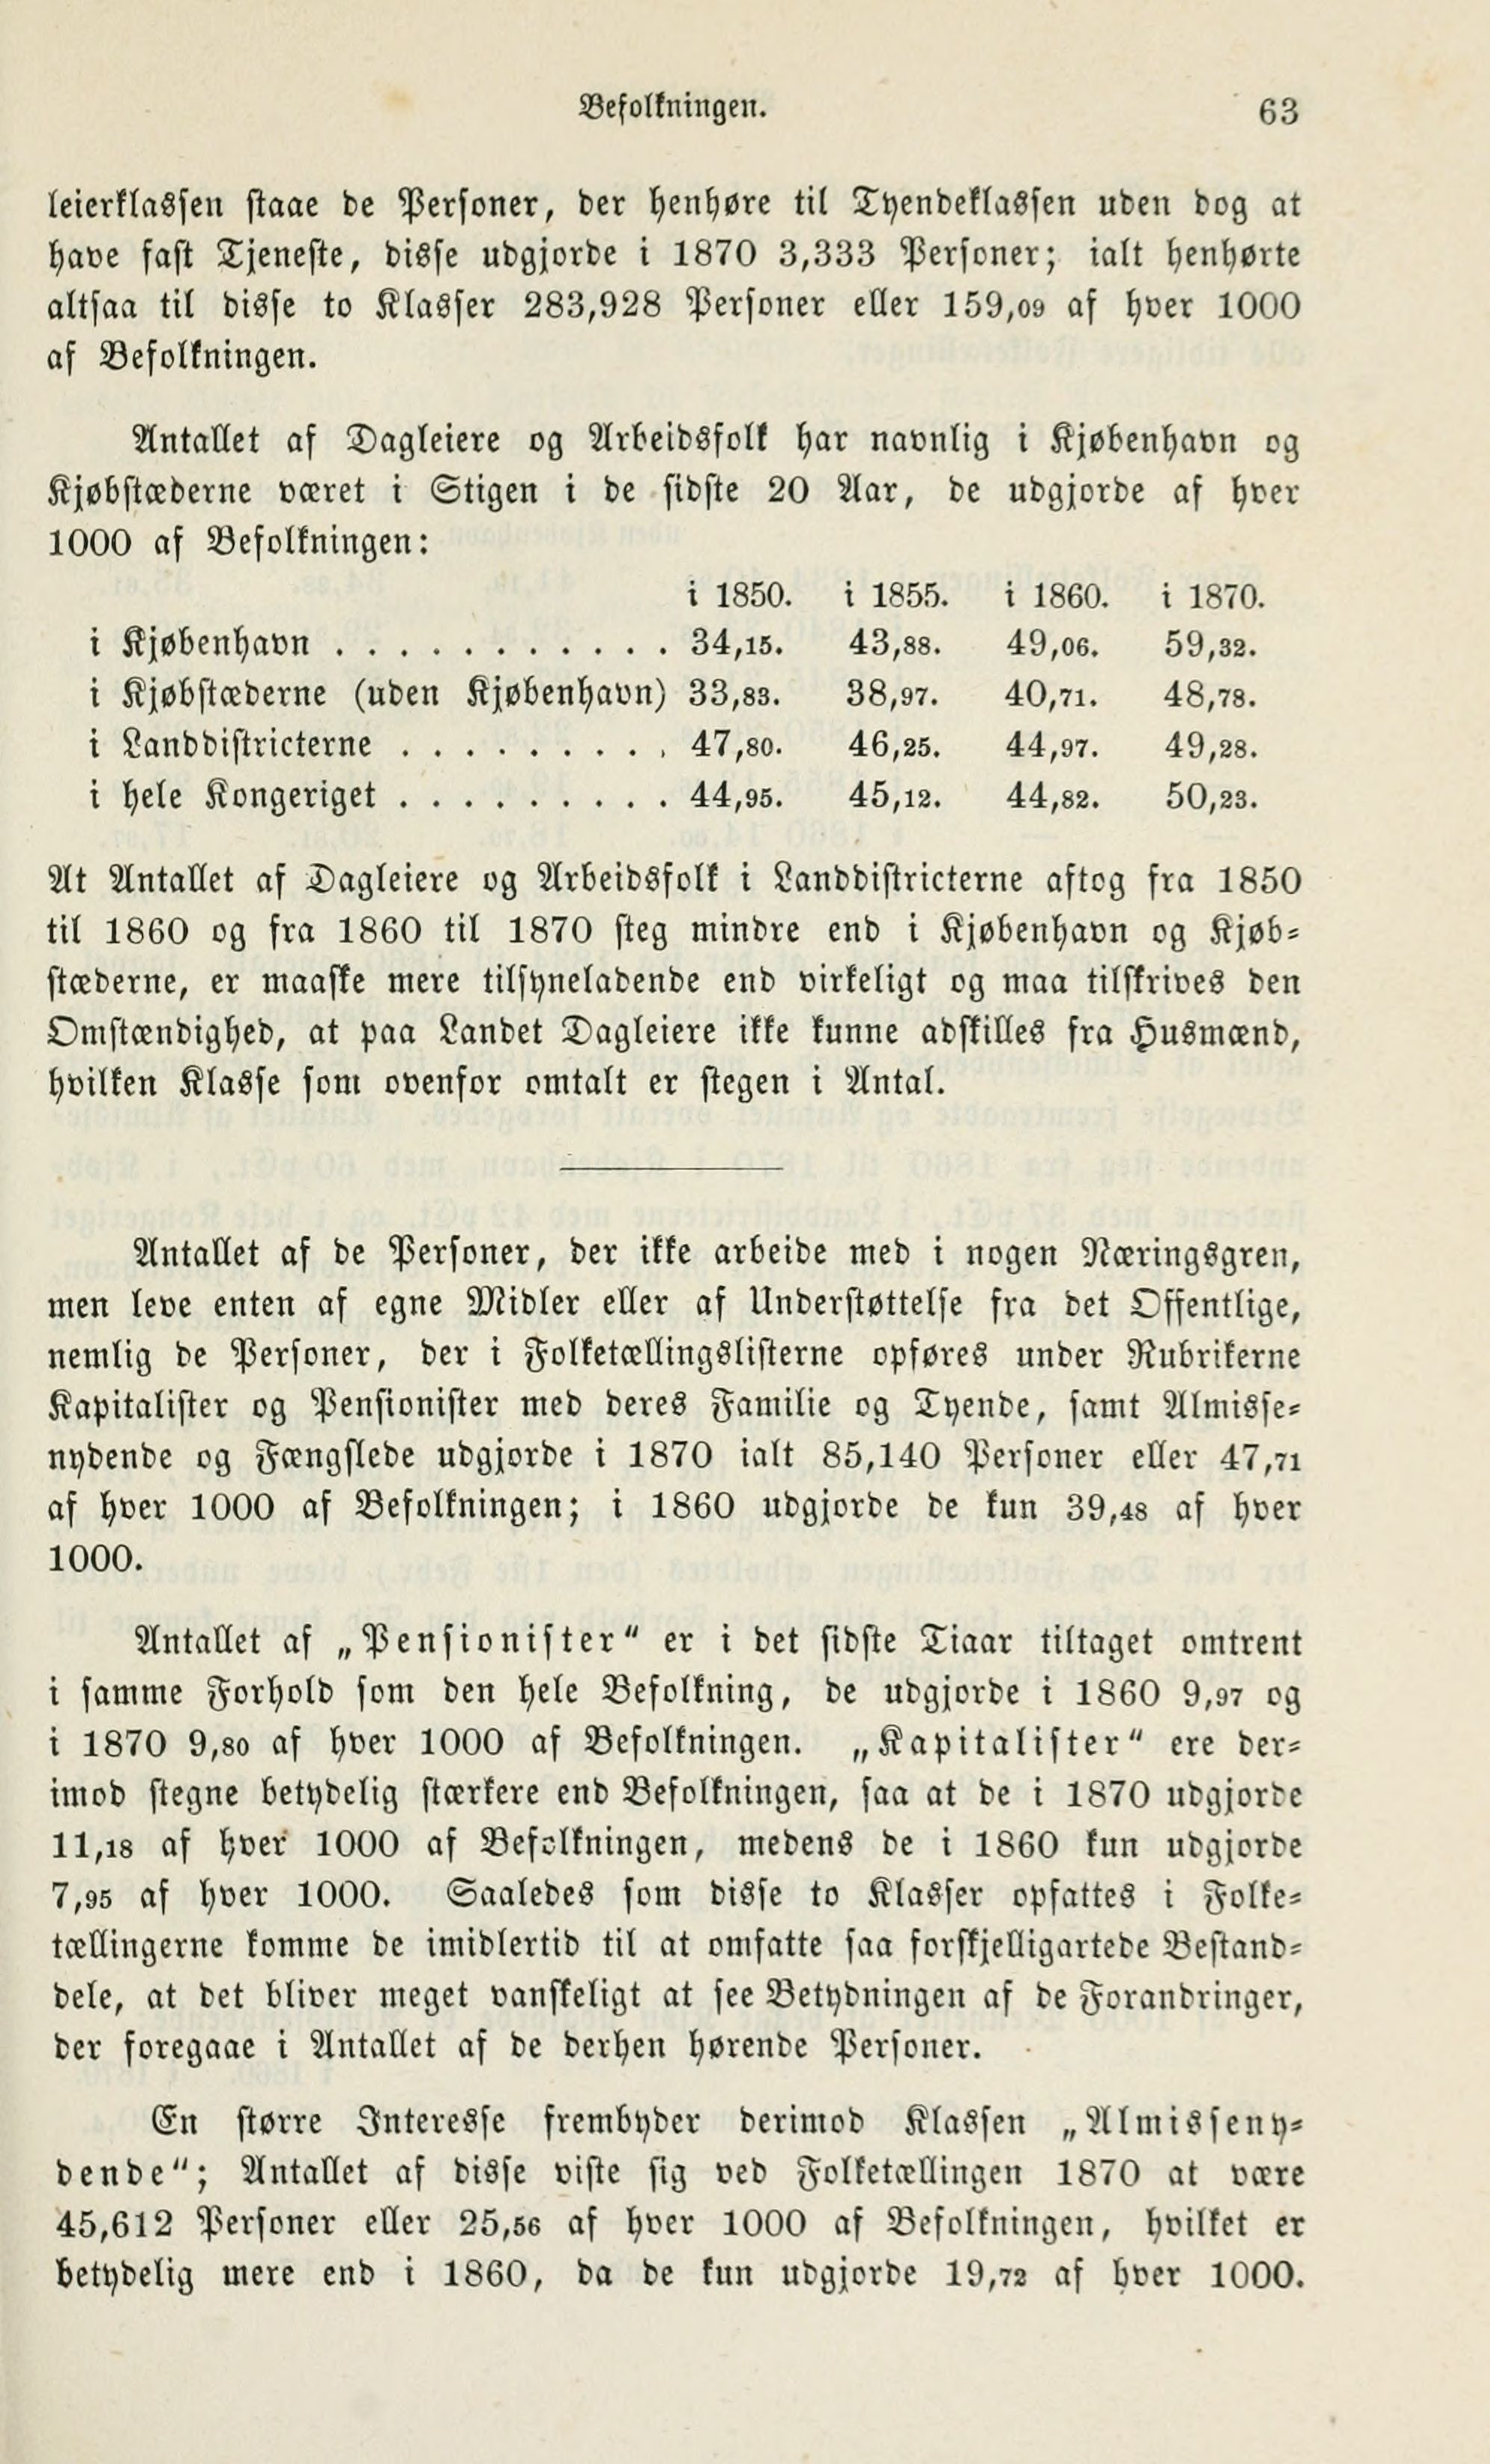 Befolkningen.
63
leierklassen staae de Personer, der henhøre til Tyendeklassen uden dog at
have fast Tjeneste, disse udgjorde i 1870 3,333 Personer; ialt henhørte
altsaa til disse to Klasser 283,928 Personer eller 159,09 af hver 1000
af Befolkningen.
Antallet af Dagleiere og Arbeidsfolk har navnlig i Kjøbenhavn og
Kjøbstæderne været i Stigen i de sidste 20 Aar, de udgjorde af hver
1000 af Befolkningen:
i 1850. i 1855. i 1860. i 1870.
i Kjøbenhavn . . . . . . . . . . . 34,15. 43,88. 49,06. 59,32.
i Kjøbstæderne (uden Kjøbenhavn) 33,83. 38,97. 40,71. 48,78.
i Landdistricterne . . . . . . . . . 47,80. 46,25. 44,97. 49,28.
i hele Kongeriget . . . . . . . . . 44,95. 45,12. 44,82. 50,23.
At Antallet af Dagleiere og Arbeidsfolk i Landdistricterne aftog fra 1850
til 1860 og fra 1860 til 1870 steg mindre end i Kjøbenhavn og Kjøb-
stæderne, er maaske mere tilsyneladende end virkeligt og maa tilskrives den
Omstændighed, at paa Landet Dagleiere ikke kunne adskilles fra Husmænd,
hvilken Klasse som ovenfor omtalt er stegen i Antal.
Antallet af de Personer, der ikke arbeide med i nogen Næringsgren,
men leve enten af egne Midler eller af Understøttelse fra det Offentlige,
nemlig de Personer, der i Folketællingslisterne opføres under Rubrikerne
Kapitalister og Pensionister med deres Familie og Tyende, samt Almisse-
nydende og Fængslede udgjorde i 1870 ialt 85,140 Personer eller 47,71
af hver 1000 af Befolkningen; i 1860 udgjorde de kun 39,48 af hver
1000.
Antallet af „Pensionister“ er i det sidste Tiaar tiltaget omtrent
i samme Forhold som den hele Befolkning, de udgjorde i 1860 9,97 og
i 1870 9,80 af hver 1000 af Befolkningen. „Kapitalister“ ere der-
imod stegne betydelig stærkere end Befolkningen, saa at de i 1870 udgjorde
11,18 af hver 1000 af Befolkningen, medens de i 1860 kun udgjorde
7,95 af hver 1000. Saaledes som disse to Klasser opfattes i Folke-
tællingerne komme de imidlertid til at omfatte saa forskjelligartede Bestand-
dele, at det bliver meget vanskeligt at see Betydningen af de Forandringer,
der foregaae i Antallet af de derhen hørende Personer.
En større Interesse frembyder derimod Klassen „Almisseny-
dende“; Antallet af disse viste sig ved Folketællingen 1870 at være
45,612 Personer eller 25,56 af hver 1000 af Befolkningen, hvilket er
betydelig mere end i 1860, da de kun udgjorde 19,72 af hver 1000.